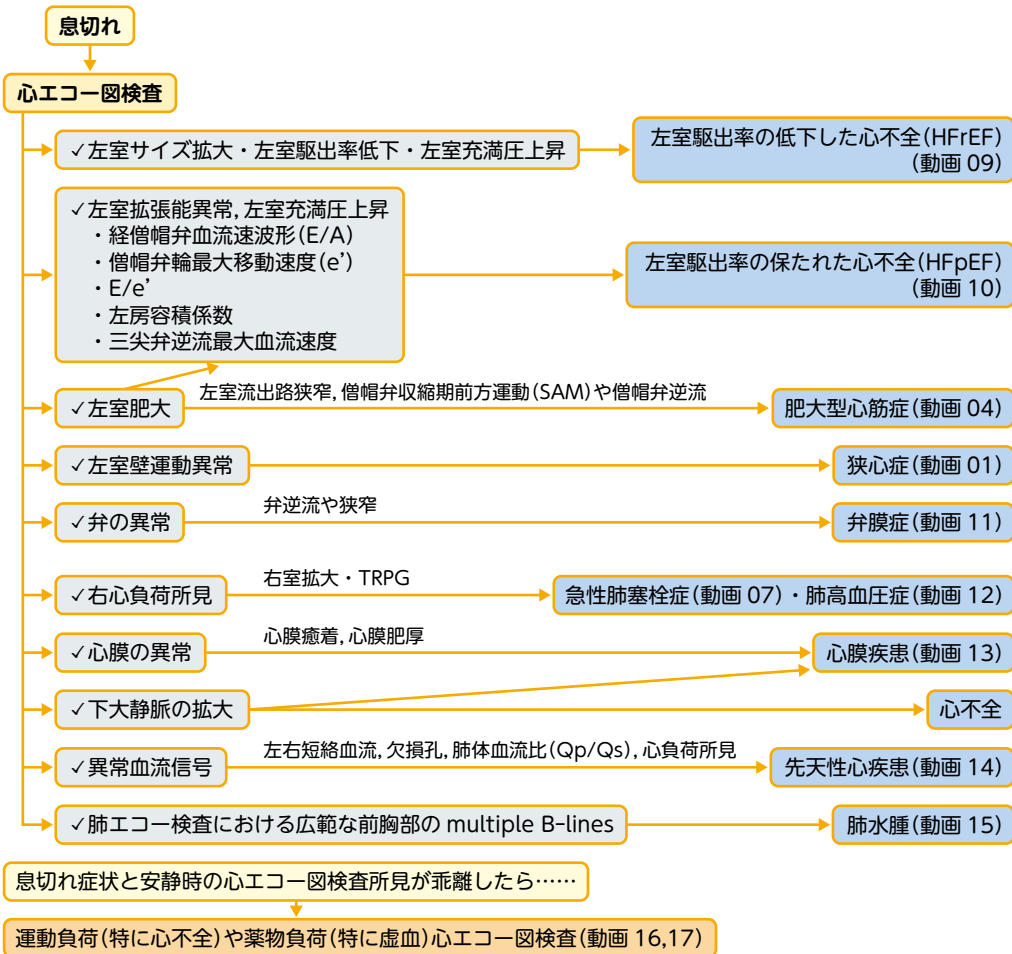 息切れ
心エコー図検査
✓左室サイズ拡大・左室駆出率低下・左室充満圧上昇
左室駆出率の低下した心不全(HFrEF)
(動画 09)
✓左室拡張能異常,左室充満圧上昇
・経僧帽弁血流速波形(E/A)
・僧帽弁輪最大移動速度(e’)
・E/e’
・左房容積係数
・三尖弁逆流最大血流速度
左室駆出率の保たれた心不全(HFpEF)
(動画 10)
✓左室肥大
左室流出路狭窄,僧帽弁収縮期前方運動(SAM)や僧帽弁逆流
肥大型心筋症(動画 04)
✓左室壁運動異常
狭心症(動画 01)
✓弁の異常
弁逆流や狭窄
弁膜症(動画 11)
✓右心負荷所見
右室拡大・TRPG
急性肺塞栓症(動画 07)・肺高血圧症(動画 12)
✓心膜の異常
心膜癒着,心膜肥厚
心膜疾患(動画 13)
✓下大静脈の拡大
心不全
✓異常血流信号
左右短絡血流,欠損孔,肺体血流比(Qp/Qs),心負荷所見
先天性心疾患(動画 14)
✓肺エコー検査における広範な前胸部の multiple B-lines
肺水腫(動画 15)
息切れ症状と安静時の心エコー図検査所見が乖離したら……
運動負荷(特に心不全)や薬物負荷(特に虚血)心エコー図検査(動画 16,17)